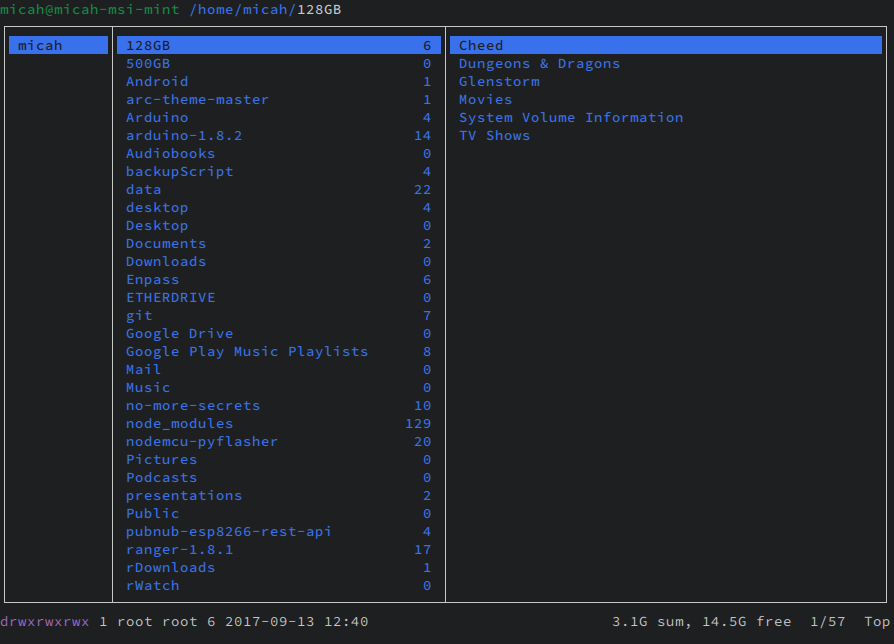 micah@micah-msi-mint /home/micah/128GB
micah
128GB 6
500GB 0
Android 1
arc-theme-master 1
Arduino 4
arduino-1.8.2 14
Audiobooks 0
backupScript 4
data 22
desktop 4
Desktop 0
Documents 2
Downloads 0
Enpass 6
ETHERDRIVE 0
git 7
Google Drive 0
Google Play Music Playlists 8
Mail 0
Music 0
no-more-secrets 10
node_modules 129
nodemcu-pyflasher 20
Pictures 0
Podcasts 0
presentations 2
Public 0
pubnub-esp8266-rest-api 4
ranger-1.8.1 17
rDownloads 1
rWatch 0
Cheed
Dungeons & Dragons
Glenstorm
Movies
System Volume Information
TV Shows
drwxrwxrwx 1 root root 6 2017-09-13 12:40 3.1G sum, 14.5G free 1/57 Top